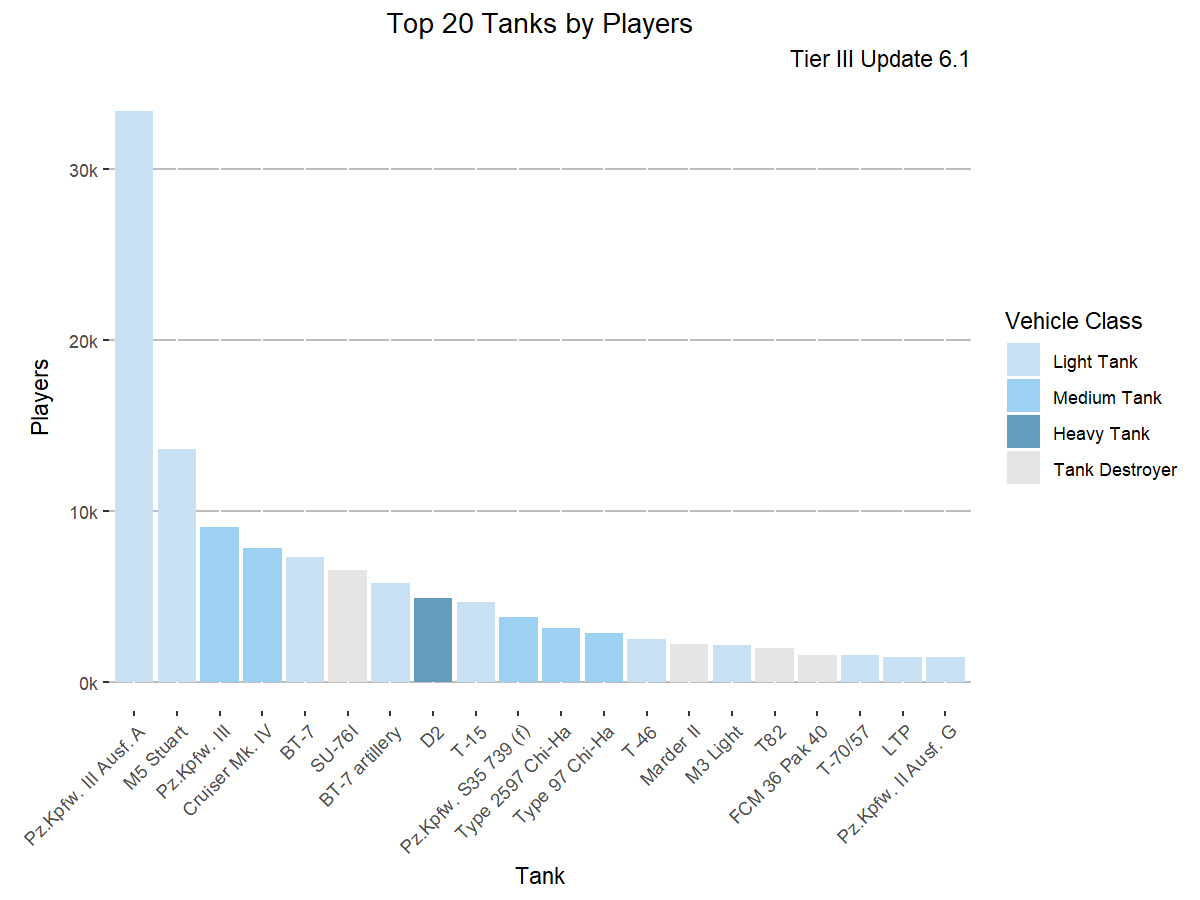 Top 20 Tanks by Players
Tier III Update 6.1
Players
30k
20k
10k
0k
Pz.Kpfw. III Ausf. A
M5 Stuart
Pz.Kpfw. III
Cruiser Mk. IV
BT-7
SU-76I
BT-7 artillery
D2
T-15
Pz.Kpfw. S35 739 (f)
Type 2597 Chi-Ha
Type 97 Chi-Ha
T-46
Marder II
M3 Light
T82
FCM 36 Pak 40
T-70/57
LTP
Pz.Kpfw. II Ausf. G
Tank
Vehicle Class
Light Tank
Medium Tank
Heavy Tank
Tank Destroyer